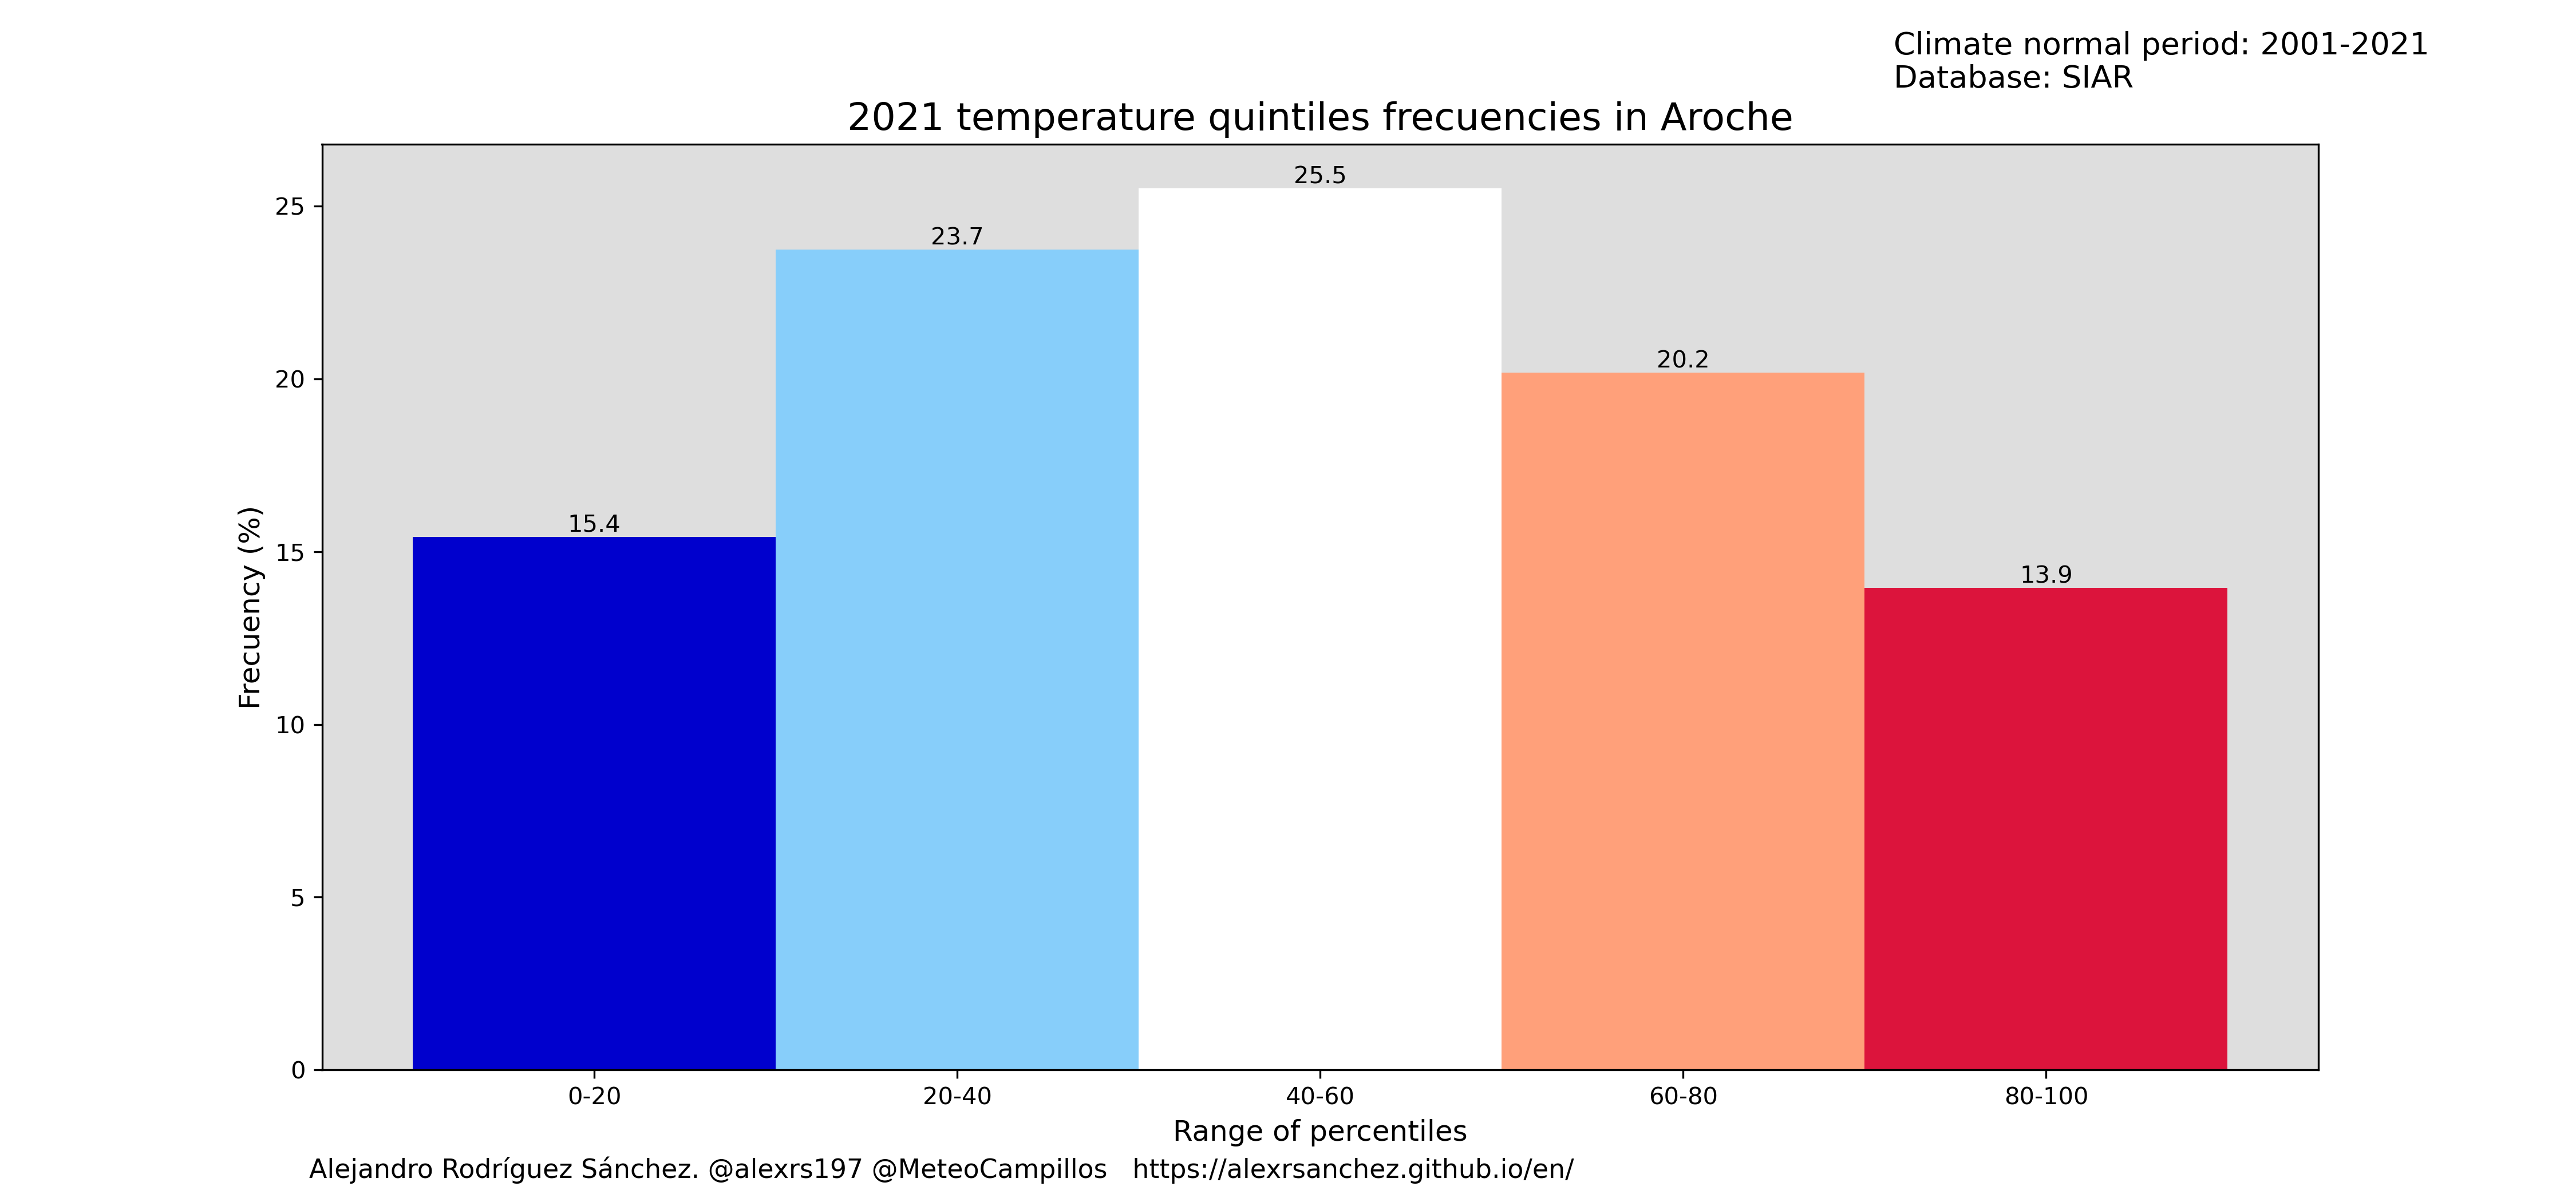 Climate normal period: 2001-2021
Database: SIAR
2021 temperature quintiles frecuencies in Aroche
Frecuency (%)
25
20
15
10
5
0
15.4
23.7
25.5
20.2
13.9
0-20
20-40
40-60
60-80
80-100
Range of percentiles
Alejandro Rodríguez Sánchez. @alexrs197 @MeteoCampillos https://alexrsanchez.github.io/en/